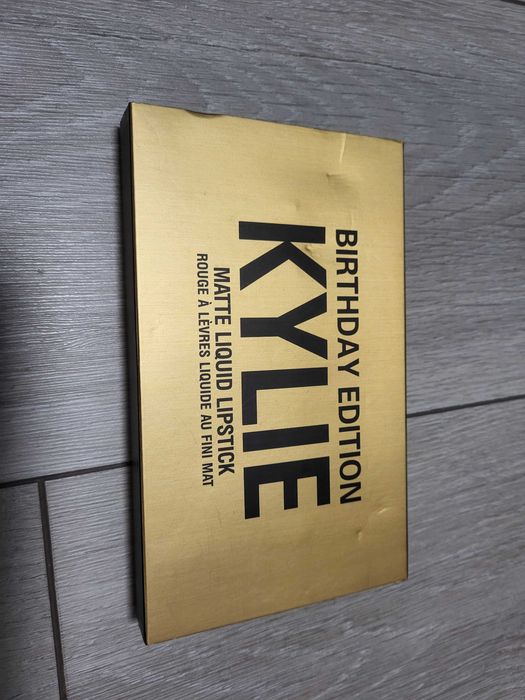 BIRTHDAY EDITION
KYLIE
MATTE LIQUID LIPSTICK
ROUGE À LÈVRES LIQUIDE AU FINI MAT